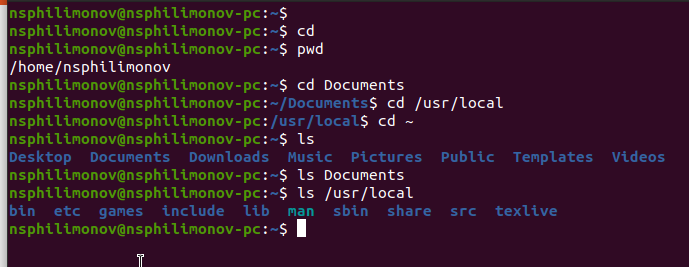 nsphilimonov@nsphilimonov-pc:~$
nsphilimonov@nsphilimonov-pc:~$ cd
nsphilimonov@nsphilimonov-pc:~$ pwd
/home/nsphilimonov
nsphilimonov@nsphilimonov-pc:~$ cd Documents
nsphilimonov@nsphilimonov-pc:~/Documents$ cd /usr/local
nsphilimonov@nsphilimonov-pc:/usr/local$ cd ~
nsphilimonov@nsphilimonov-pc:~$ ls
Desktop  Documents  Downloads  Music  Pictures  Public  Templates  Videos
nsphilimonov@nsphilimonov-pc:~$ ls Documents
nsphilimonov@nsphilimonov-pc:~$ ls /usr/local
bin  etc  games  include  lib  man  sbin  share  src  texlive
nsphilimonov@nsphilimonov-pc:~$